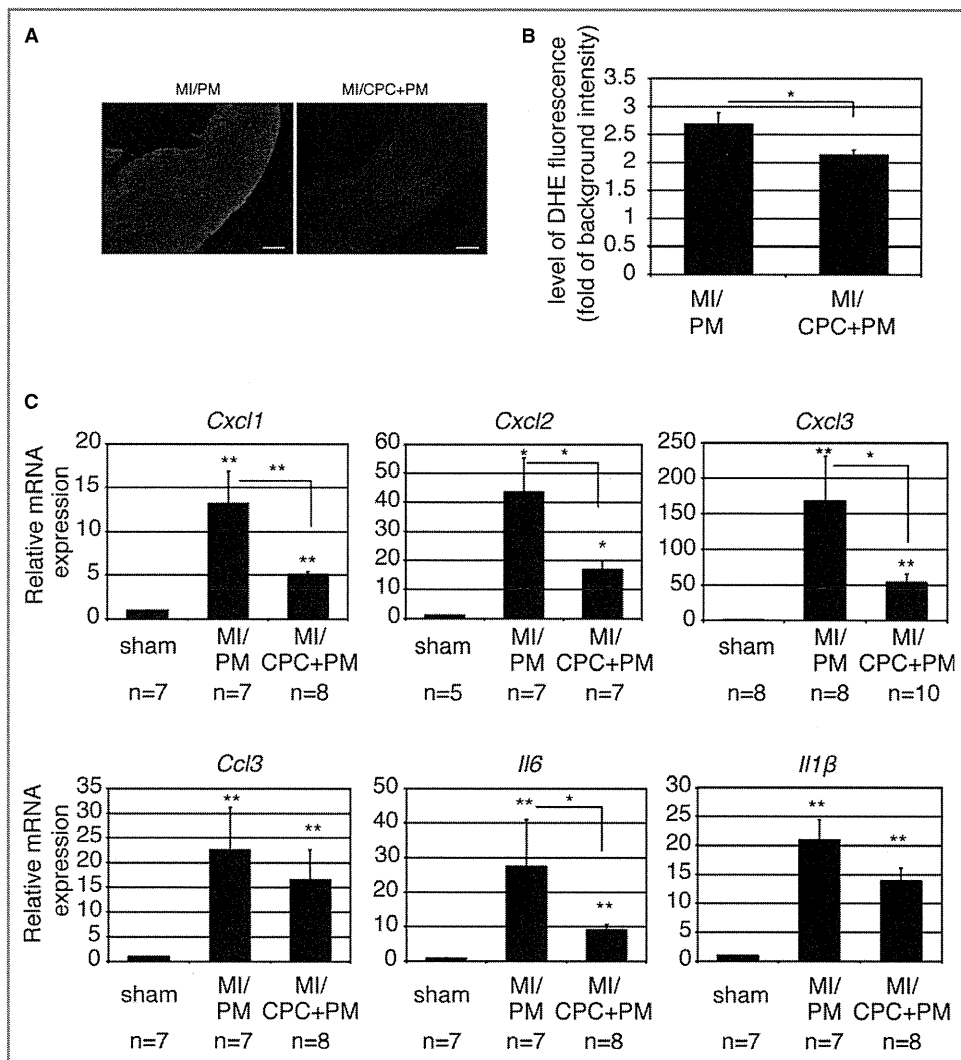 A
MI/PM
MI/CPC+PM
B
level of DHE fluorescence
(fold of background intensity)
3.5
3
2.5
2
1.5
1
0.5
0
*
MI/
PM
MI/
CPC+PM
C
Relative mRNA
expression
Cxcl1
20
15
10
5
0
**
**
**
sham
MI/
PM
MI/
CPC+PM
n=7
n=7
n=8
Cxcl2
60
50
40
30
20
10
0
*
*
*
sham
MI/
PM
MI/
CPC+PM
n=5
n=7
n=7
Cxcl3
250
200
150
100
50
0
**
*
**
sham
MI/
PM
MI/
CPC+PM
n=8
n=8
n=10
Relative mRNA
expression
Ccl3
35
30
25
20
15
10
5
0
**
**
sham
MI/
PM
MI/
CPC+PM
n=7
n=7
n=8
Il6
50
40
30
20
10
0
**
*
**
sham
MI/
PM
MI/
CPC+PM
n=7
n=7
n=8
Il1β
30
25
20
15
10
5
0
**
**
sham
MI/
PM
MI/
CPC+PM
n=7
n=7
n=8